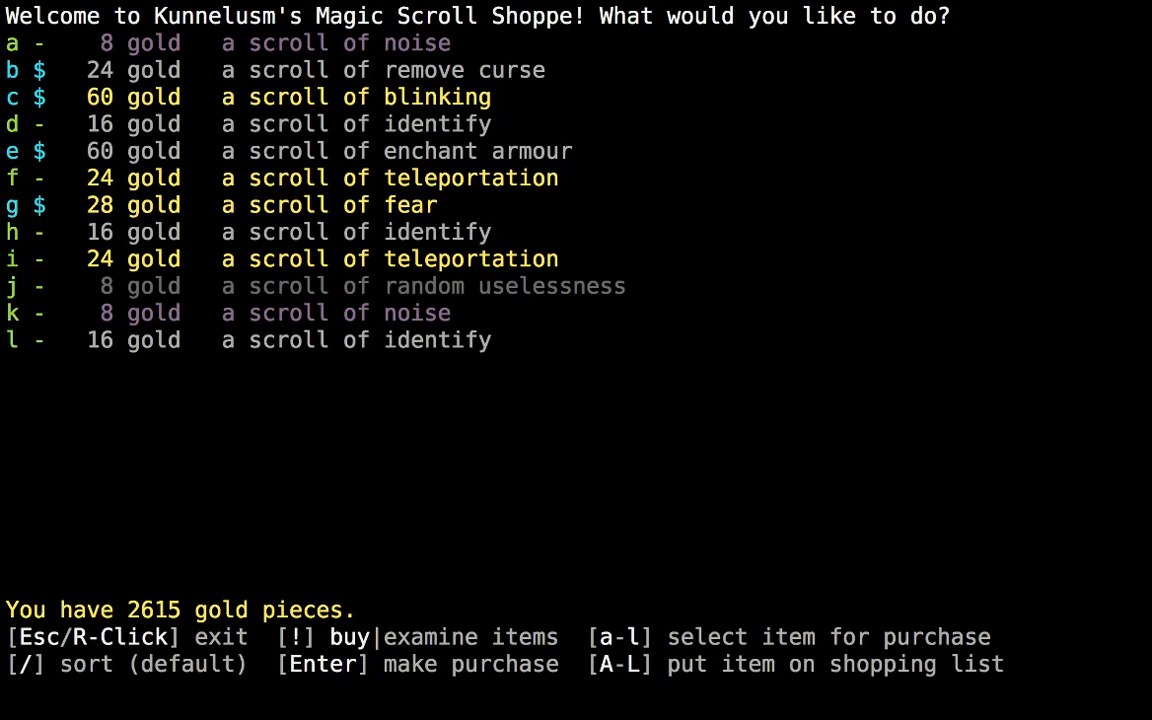 Welcome to Kunnelusm's Magic Scroll Shoppe! What would you like to do?
a -    8 gold   a scroll of noise
b $   24 gold   a scroll of remove curse
c $   60 gold   a scroll of blinking
d -   16 gold   a scroll of identify
e $   60 gold   a scroll of enchant armour
f -   24 gold   a scroll of teleportation
g $   28 gold   a scroll of fear
h -   16 gold   a scroll of identify
i -   24 gold   a scroll of teleportation
j -    8 gold   a scroll of random uselessness
k -    8 gold   a scroll of noise
l -   16 gold   a scroll of identify
You have 2615 gold pieces.
[Esc/R-Click] exit  [!] buy|examine items  [a-l] select item for purchase
[/] sort (default)  [Enter] make purchase  [A-L] put item on shopping list